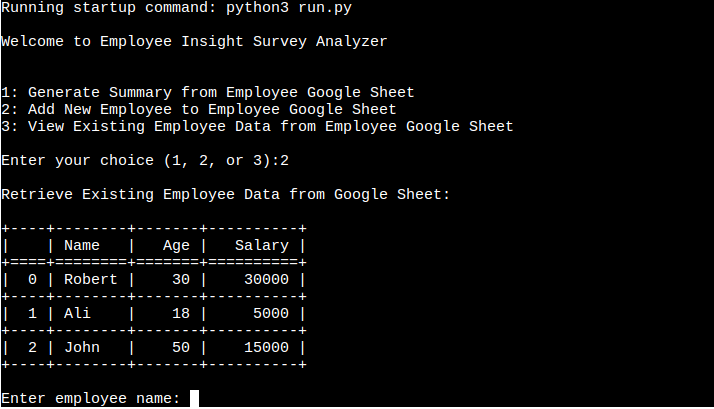 Running startup command: python3 run.py
Welcome to Employee Insight Survey Analyzer
1: Generate Summary from Employee Google Sheet
2: Add New Employee to Employee Google Sheet
3: View Existing Employee Data from Employee Google Sheet
Enter your choice (1, 2, or 3):2
Retrieve Existing Employee Data from Google Sheet:
+----+--------+-------+----------+
|    | Name   |   Age |   Salary |
+====+========+=======+==========+
|  0 | Robert |    30 |    30000 |
+----+--------+-------+----------+
|  1 | Ali    |    18 |     5000 |
+----+--------+-------+----------+
|  2 | John   |    50 |    15000 |
+----+--------+-------+----------+
Enter employee name: